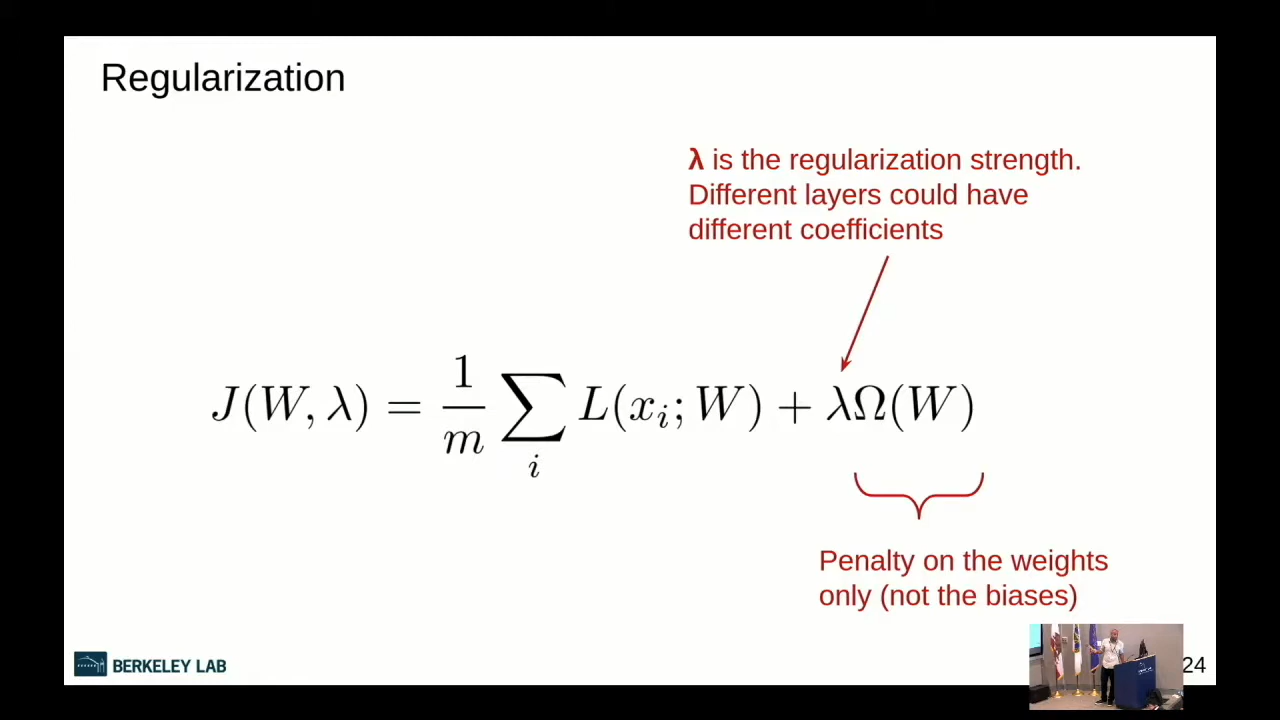 Regularization
λ is the regularization strength.
Different layers could have
different coefficients
J(W, λ) = 1/m ∑_i L(x_i; W) + λΩ(W)
Penalty on the weights
only (not the biases)
BERKELEY LAB
24